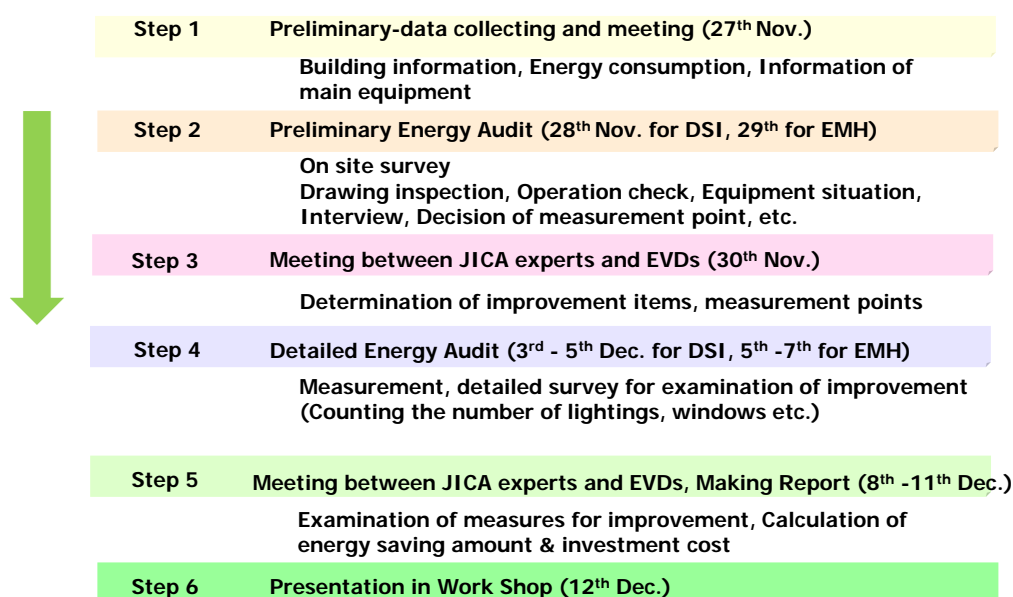 Step 1 Preliminary-data collecting and meeting (27th Nov.)
Building information, Energy consumption, Information of
main equipment
Step 2 Preliminary Energy Audit (28th Nov. for DSI, 29th for EMH)
On site survey
Drawing inspection, Operation check, Equipment situation,
Interview, Decision of measurement point, etc.
Step 3 Meeting between JICA experts and EVDs (30th Nov.)
Determination of improvement items, measurement points
Step 4 Detailed Energy Audit (3rd - 5th Dec. for DSI, 5th -7th for EMH)
Measurement, detailed survey for examination of improvement
(Counting the number of lightings, windows etc.)
Step 5 Meeting between JICA experts and EVDs, Making Report (8th -11th Dec.)
Examination of measures for improvement, Calculation of
energy saving amount & investment cost
Step 6 Presentation in Work Shop (12th Dec.)